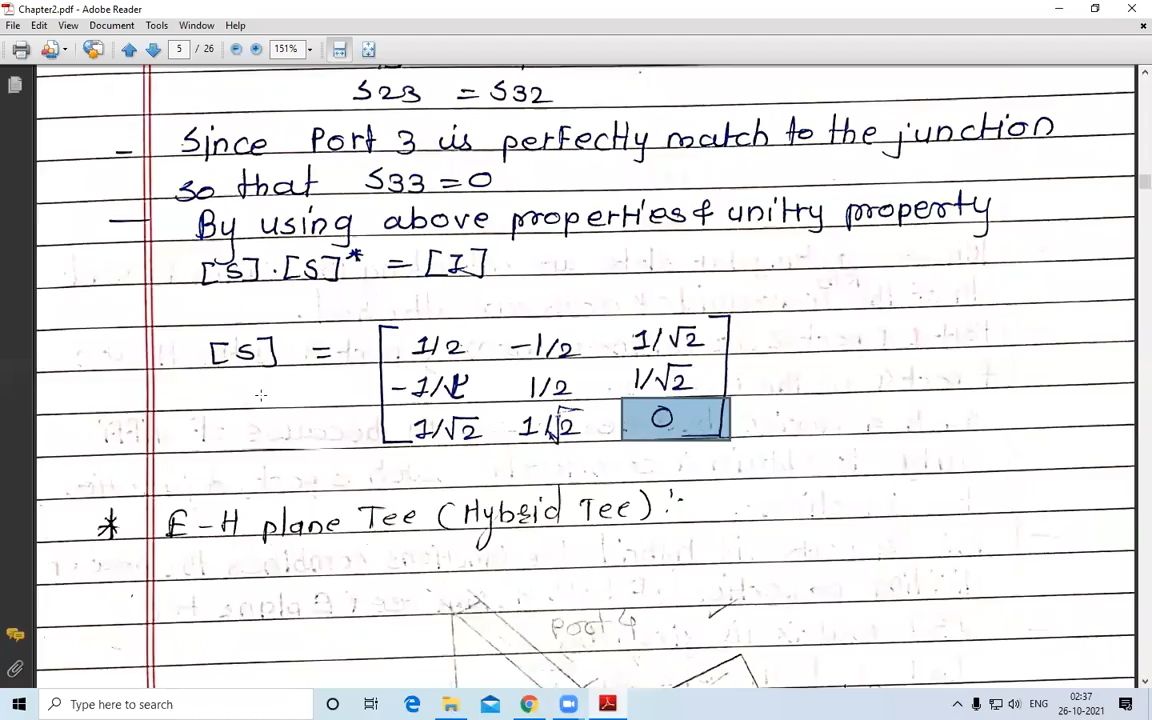 Chapter2.pdf - Adobe Reader
File Edit View Document Tools Window Help
5 / 26 151%
S23 = S32
- Since Port 3 is perfectly match to the junction
so that S33 = 0
- By using above properties & unitry property
[S].[S]* = [I]
[S] = 1/2 -1/2 1/√2
-1/2 1/2 1/√2
1/√2 1/√2 0
* E-H plane Tee (Hybrid Tee):
Port 4
Type here to search
ENG
02:37
26-10-2021